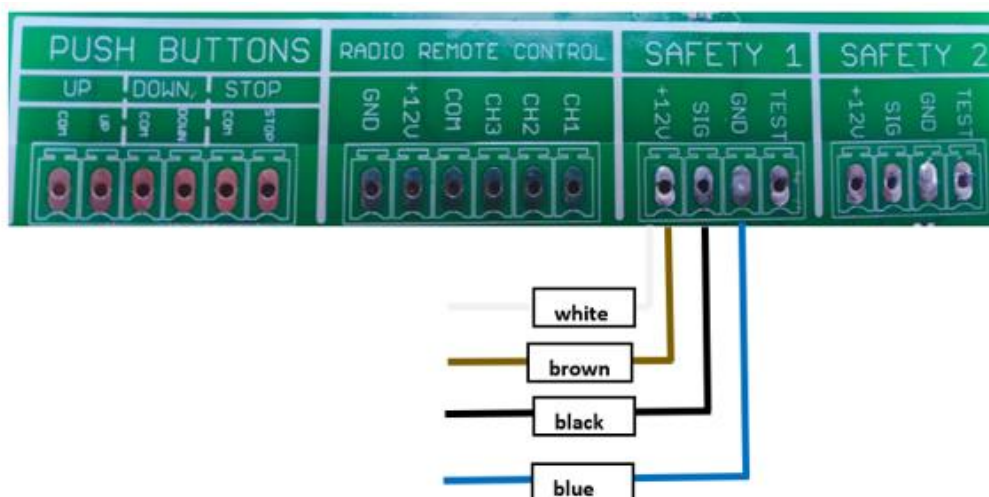 PUSH BUTTONS
UP DOWN, STOP
COM UP COM DOWN COM STOP
RADIO REMOTE CONTROL
GND +12V COM CH3 CH2 CH1
SAFETY 1
+12V SIG GND TEST
SAFETY 2
+12V SIG GND TEST
white
brown
black
blue